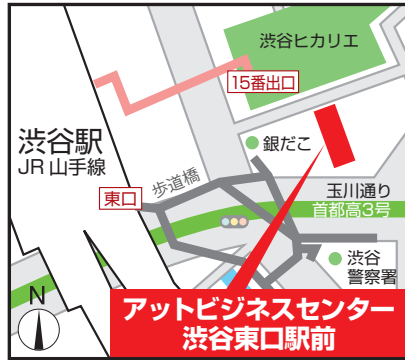 渋谷ヒカリエ
15番出口
渋谷駅
JR 山手線
銀だこ
歩道橋
東口
玉川通り
首都高3号
渋谷
警察署
N
アットビジネスセンター
渋谷東口駅前